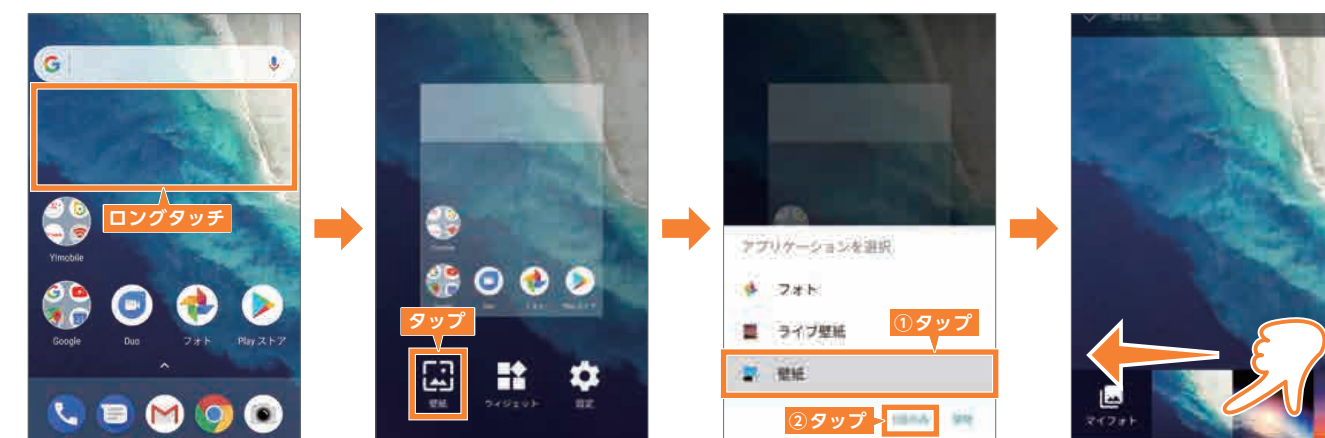 G
ロングタッチ
Y!mobile
Google
Duo
フォト
Play ストア
タップ
壁紙
ウィジェット
設定
アプリケーションを選択
フォト
ライブ壁紙
①タップ
壁紙
②タップ
マイフォト